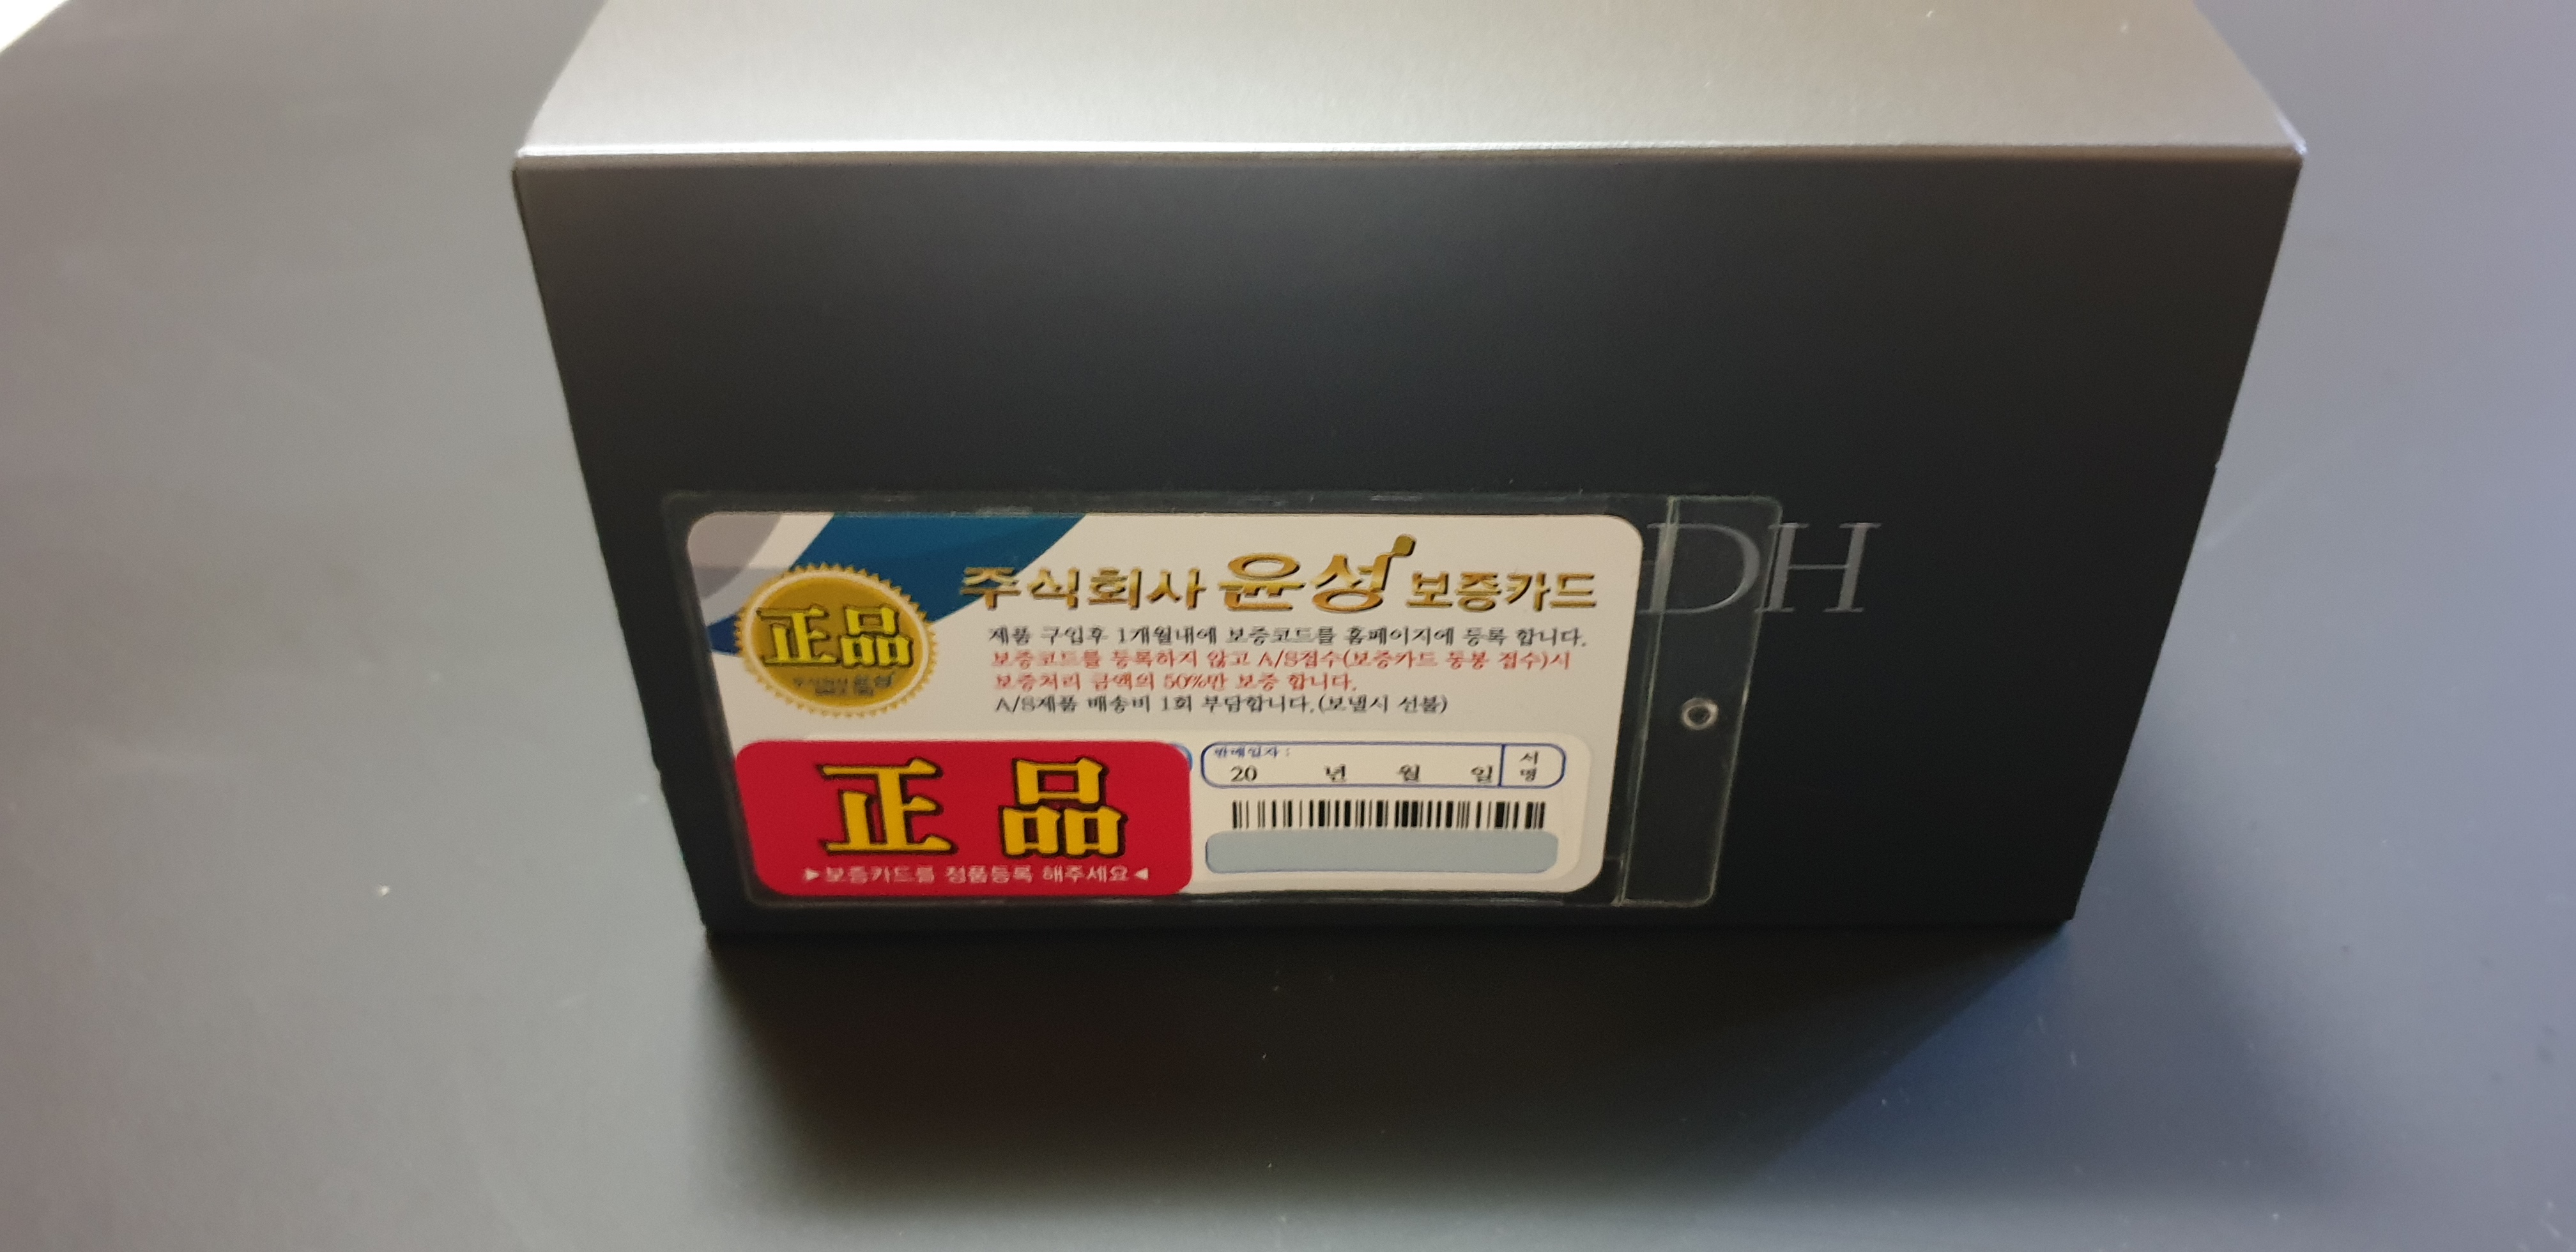 주식회사 윤성 보증카드
正品
제품 구입후 1개월내에 보증코드를 홈페이지에 등록 합니다.
보증코드를 등록하지 않고 A/S접수(보증카드 동봉 접수)시
보증처리 금액의 50%만 보증 합니다.
A/S제품 배송비 1회 부담합니다.(보낼시 선불)
正品
▶보증카드를 정품등록 해주세요◀
판매일자 :
20 년 월 일
서명
DH